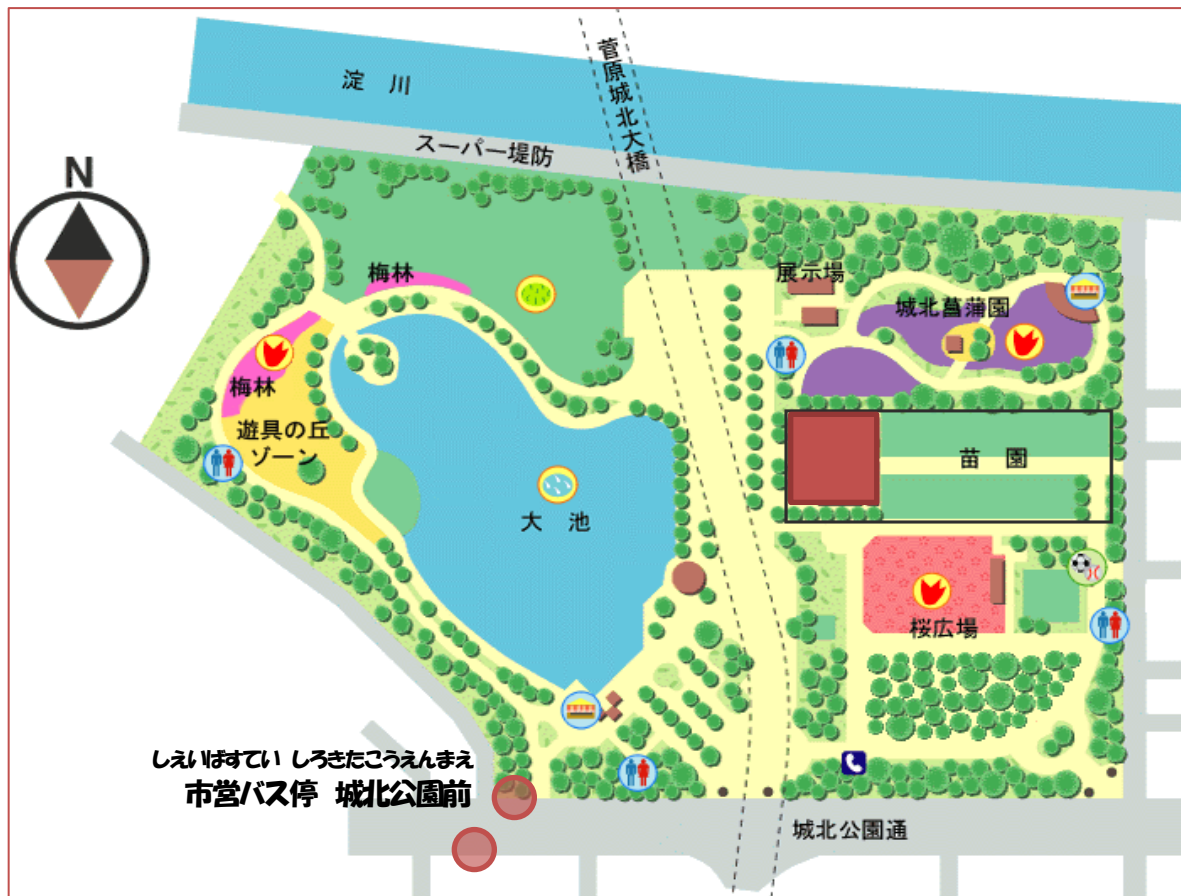 淀 川
菅原城北大橋
スーパー堤防
N
梅林
展示場
城北菖蒲園
梅林
遊具の丘
ゾーン
苗 園
大 池
桜広場
しえいばすてい しろきたこうえんまえ
市営バス停 城北公園前
城北公園通